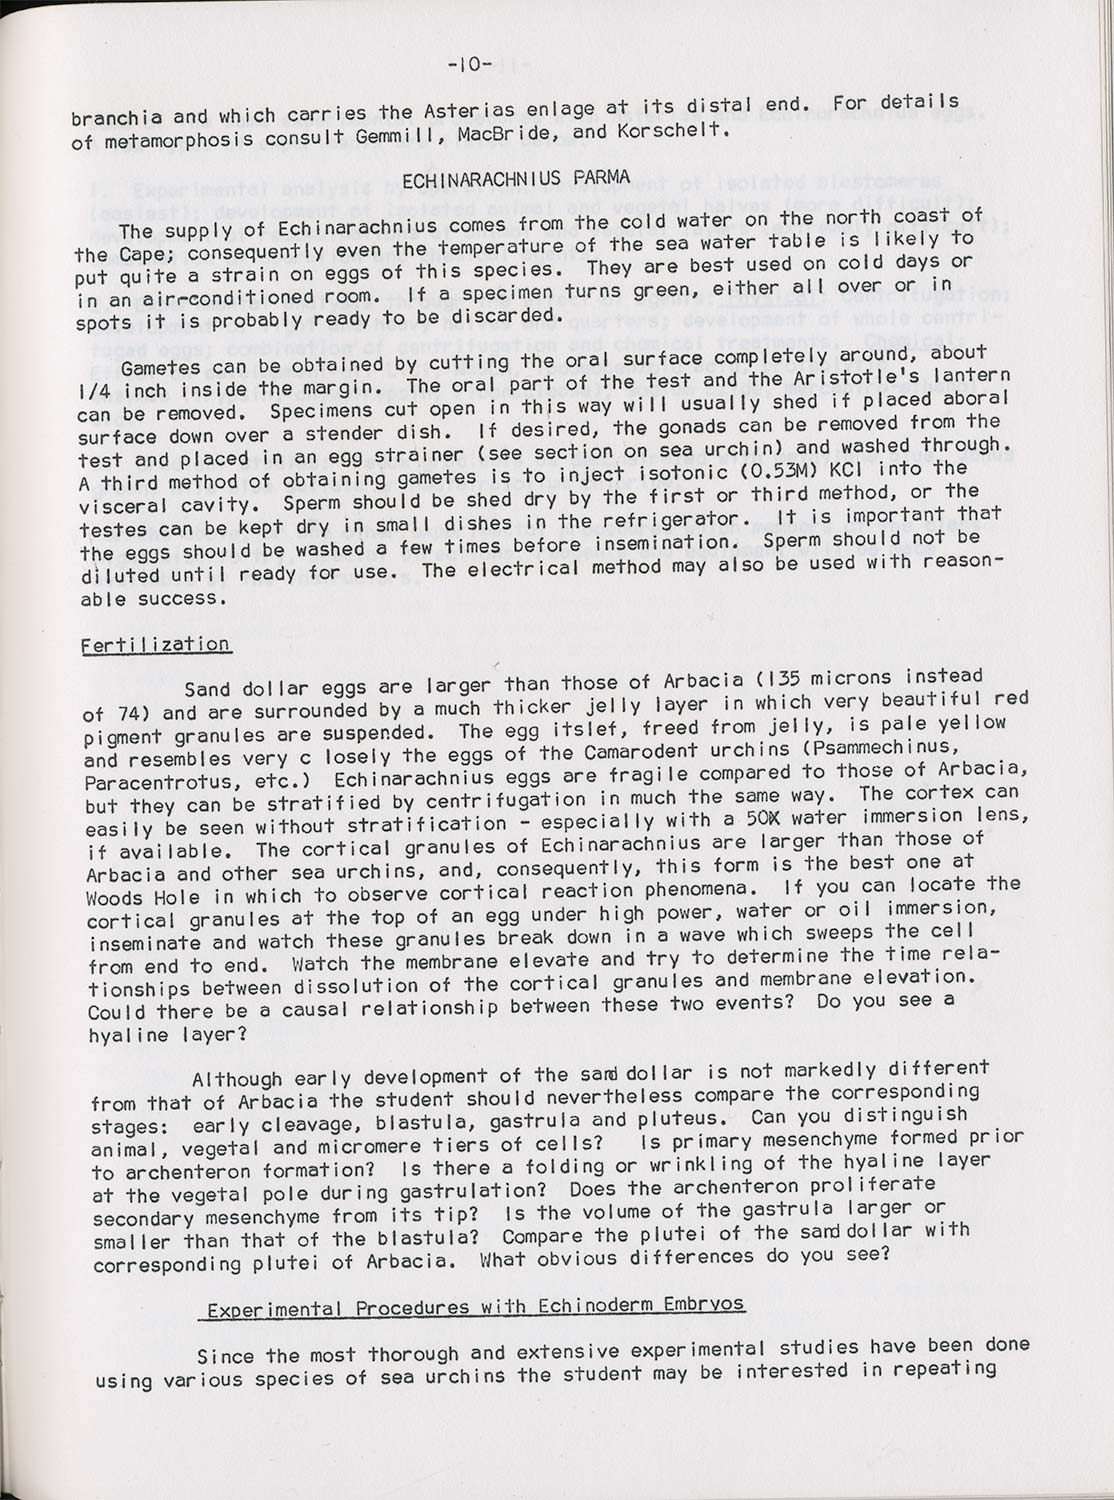 -10-
branchia and which carries the Asterias enlage at its distal end. For details
of metamorphosis consult Gemmill, MacBride, and Korschelt.
ECHINARACHNIUS PARMA
The supply of Echinarachnius comes from the cold water on the north coast of
the Cape; consequently even the temperature of the sea water table is likely to
put quite a strain on eggs of this species. They are best used on cold days or
in an air-conditioned room. If a specimen turns green, either all over or in
spots it is probably ready to be discarded.
Gametes can be obtained by cutting the oral surface completely around, about
1/4 inch inside the margin. The oral part of the test and the Aristotle's lantern
can be removed. Specimens cut open in this way will usually shed if placed aboral
surface down over a stender dish. If desired, the gonads can be removed from the
test and placed in an egg strainer (see section on sea urchin) and washed through.
A third method of obtaining gametes is to inject isotonic (0.53M) KCl into the
visceral cavity. Sperm should be shed dry by the first or third method, or the
testes can be kept dry in small dishes in the refrigerator. It is important that
the eggs should be washed a few times before insemination. Sperm should not be
diluted until ready for use. The electrical method may also be used with reason-
able success.
Fertilization
Sand dollar eggs are larger than those of Arbacia (135 microns instead
of 74) and are surrounded by a much thicker jelly layer in which very beautiful red
pigment granules are suspended. The egg itslef, freed from jelly, is pale yellow
and resembles very c losely the eggs of the Camarodent urchins (Psammechinus,
Paracentrotus, etc.) Echinarachnius eggs are fragile compared to those of Arbacia,
but they can be stratified by centrifugation in much the same way. The cortex can
easily be seen without stratification - especially with a 50X water immersion lens,
if available. The cortical granules of Echinarachnius are larger than those of
Arbacia and other sea urchins, and, consequently, this form is the best one at
Woods Hole in which to observe cortical reaction phenomena. If you can locate the
cortical granules at the top of an egg under high power, water or oil immersion,
inseminate and watch these granules break down in a wave which sweeps the cell
from end to end. Watch the membrane elevate and try to determine the time rela-
tionships between dissolution of the cortical granules and membrane elevation.
Could there be a causal relationship between these two events? Do you see a
hyaline layer?
Although early development of the sand dollar is not markedly different
from that of Arbacia the student should nevertheless compare the corresponding
stages: early cleavage, blastula, gastrula and pluteus. Can you distinguish
animal, vegetal and micromere tiers of cells? Is primary mesenchyme formed prior
to archenteron formation? Is there a folding or wrinkling of the hyaline layer
at the vegetal pole during gastrulation? Does the archenteron proliferate
secondary mesenchyme from its tip? Is the volume of the gastrula larger or
smaller than that of the blastula? Compare the plutei of the sand dollar with
corresponding plutei of Arbacia. What obvious differences do you see?
Experimental Procedures with Echinoderm Embryos
Since the most thorough and extensive experimental studies have been done
using various species of sea urchins the student may be interested in repeating